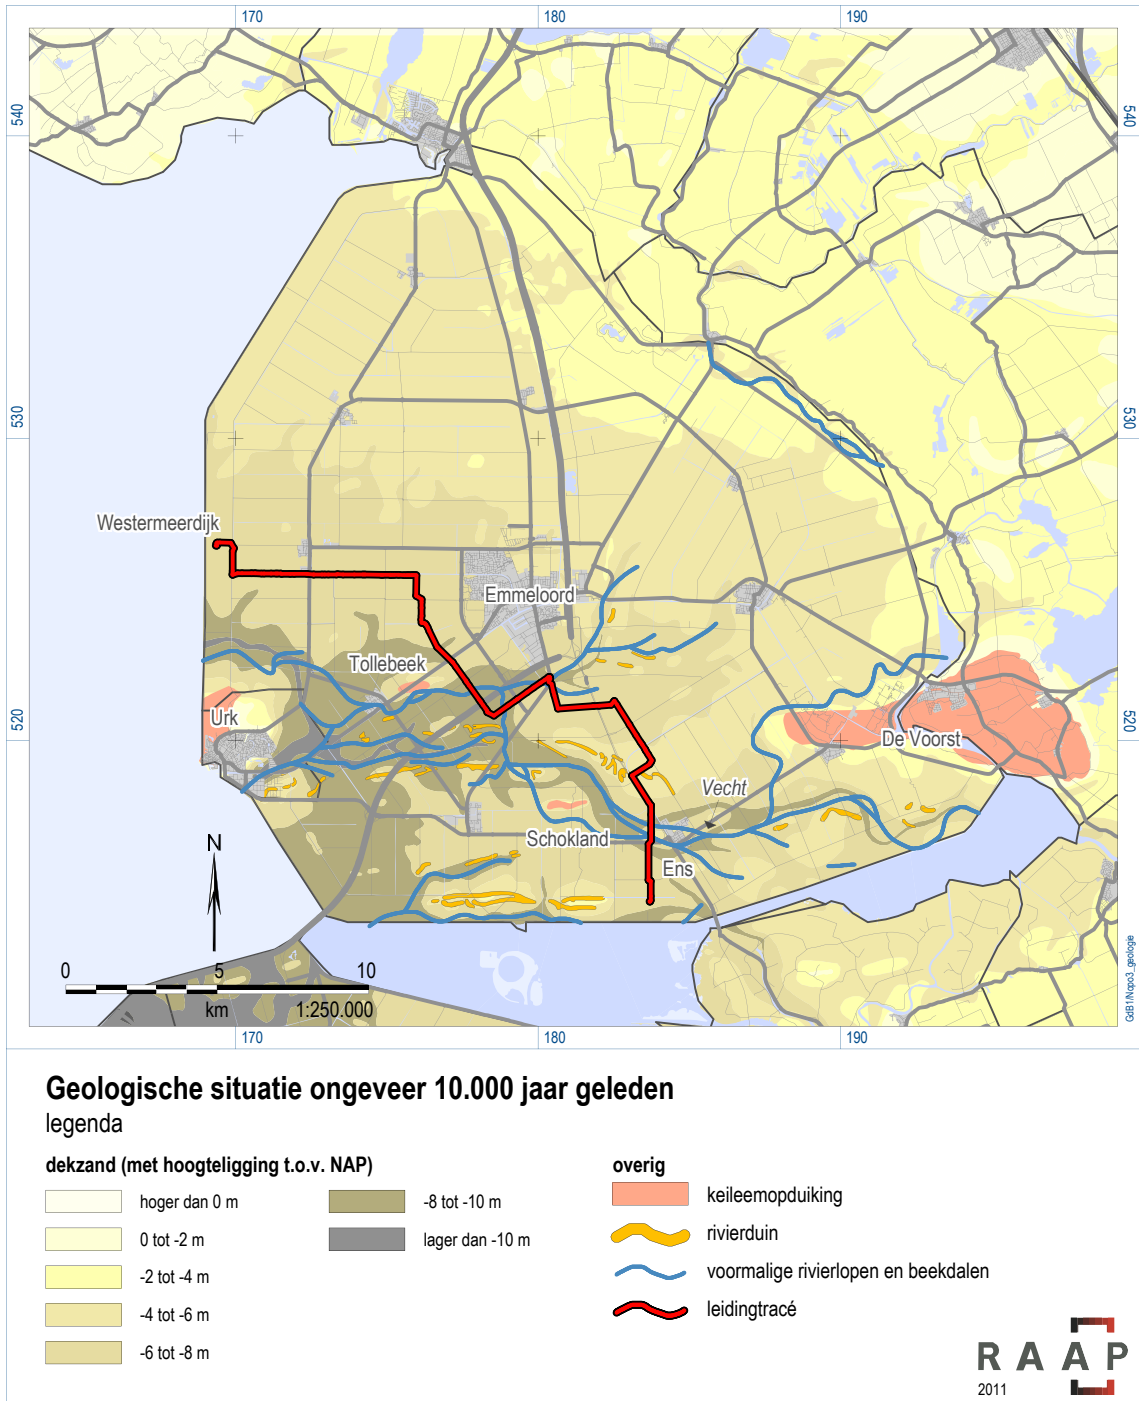 170
180
190
540
540
530
530
520
520
Westermeerdijk
Emmeloord
Tollebeek
Urk
De Voorst
Vecht
Schokland
Ens
N
0
5
10
km
1:250.000
170
180
190
GdB1/Nopo3_geologie
Geologische situatie ongeveer 10.000 jaar geleden
legenda
dekzand (met hoogteligging t.o.v. NAP)
hoger dan 0 m
0 tot -2 m
-2 tot -4 m
-4 tot -6 m
-6 tot -8 m
-8 tot -10 m
lager dan -10 m
overig
keileemopduiking
rivierduin
voormalige rivierlopen en beekdalen
leidingtracé
RAAP
2011